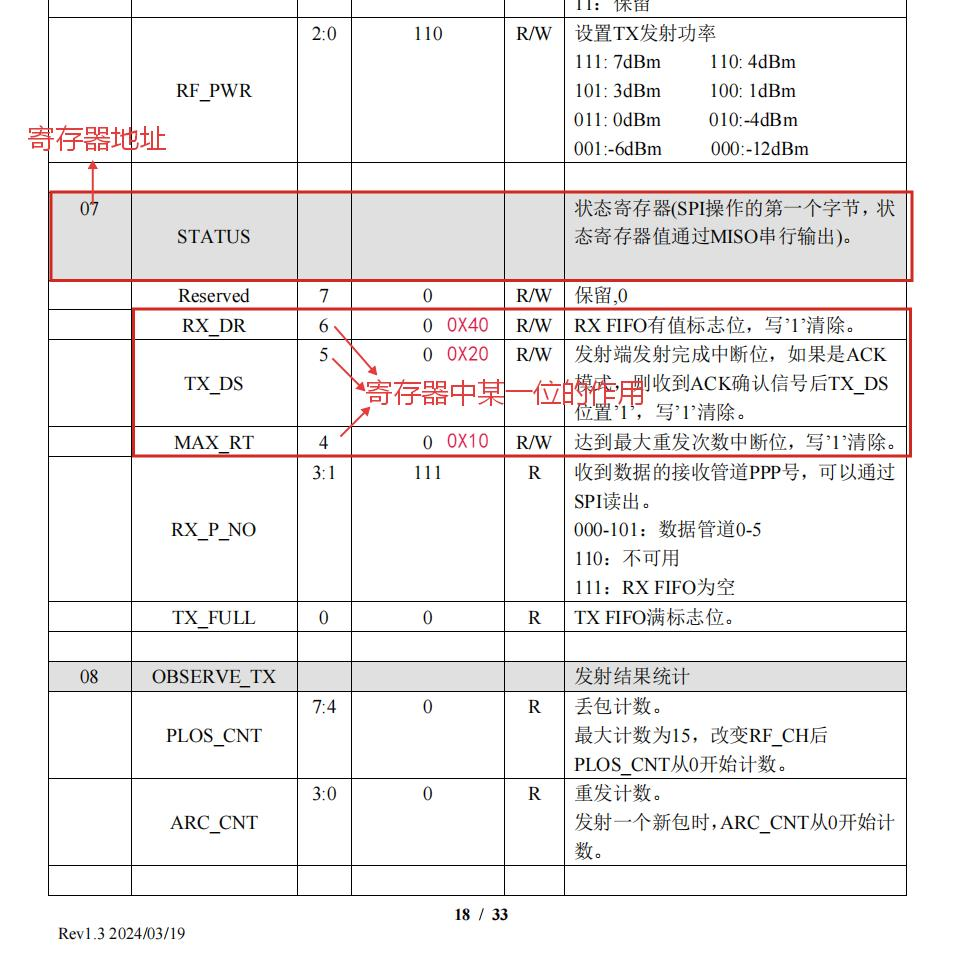 11：保留
RF_PWR 2:0 110 R/W 设置TX发射功率
111: 7dBm 110: 4dBm
101: 3dBm 100: 1dBm
011: 0dBm 010:-4dBm
001:-6dBm 000:-12dBm
寄存器地址
07 STATUS 状态寄存器(SPI操作的第一个字节，状
态寄存器值通过MISO串行输出)。
Reserved 7 0 R/W 保留,0
RX_DR 6 0 0X40 R/W RX FIFO有值标志位，写’1’清除。
TX_DS 5 0 0X20 R/W 发射端发射完成中断位，如果是ACK
模式，则收到ACK确认信号后TX_DS
位置’1’，写’1’清除。
寄存器中某一位的作用
MAX_RT 4 0 0X10 R/W 达到最大重发次数中断位，写’1’清除。
RX_P_NO 3:1 111 R 收到数据的接收管道PPP号，可以通过
SPI读出。
000-101：数据管道0-5
110：不可用
111：RX FIFO为空
TX_FULL 0 0 R TX FIFO满标志位。
08 OBSERVE_TX 发射结果统计
PLOS_CNT 7:4 0 R 丢包计数。
最大计数为15，改变RF_CH后
PLOS_CNT从0开始计数。
ARC_CNT 3:0 0 R 重发计数。
发射一个新包时,ARC_CNT从0开始计
数。
18 / 33
Rev1.3 2024/03/19